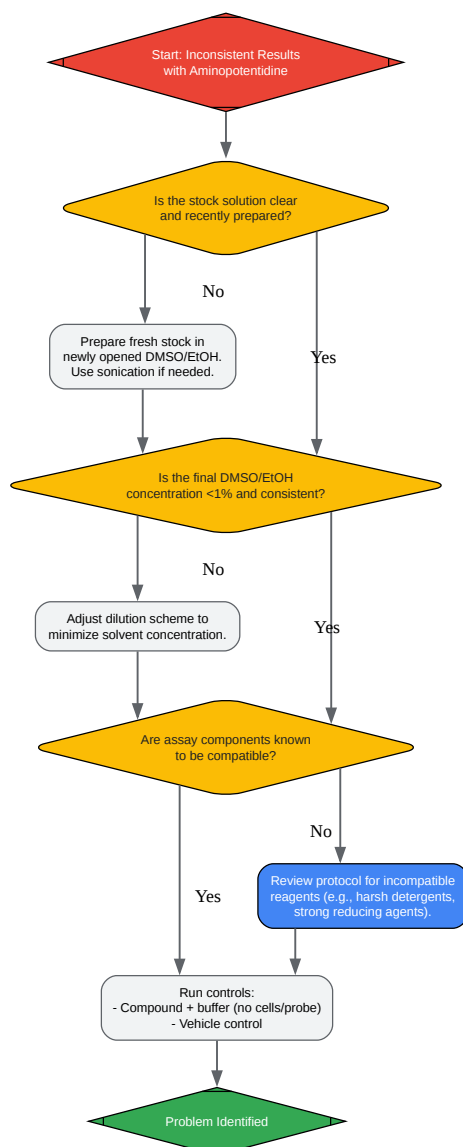 Start: Inconsistent Results
with Aminopotentidine
Is the stock solution clear
and recently prepared?
No
Prepare fresh stock in
newly opened DMSO/EtOH.
Use sonication if needed.
Yes
Is the final DMSO/EtOH
concentration <1% and consistent?
No
Adjust dilution scheme to
minimize solvent concentration.
Yes
Are assay components known
to be compatible?
No
Review protocol for incompatible
reagents (e.g., harsh detergents,
strong reducing agents).
Yes
Run controls:
- Compound + buffer (no cells/probe)
- Vehicle control
Problem Identified